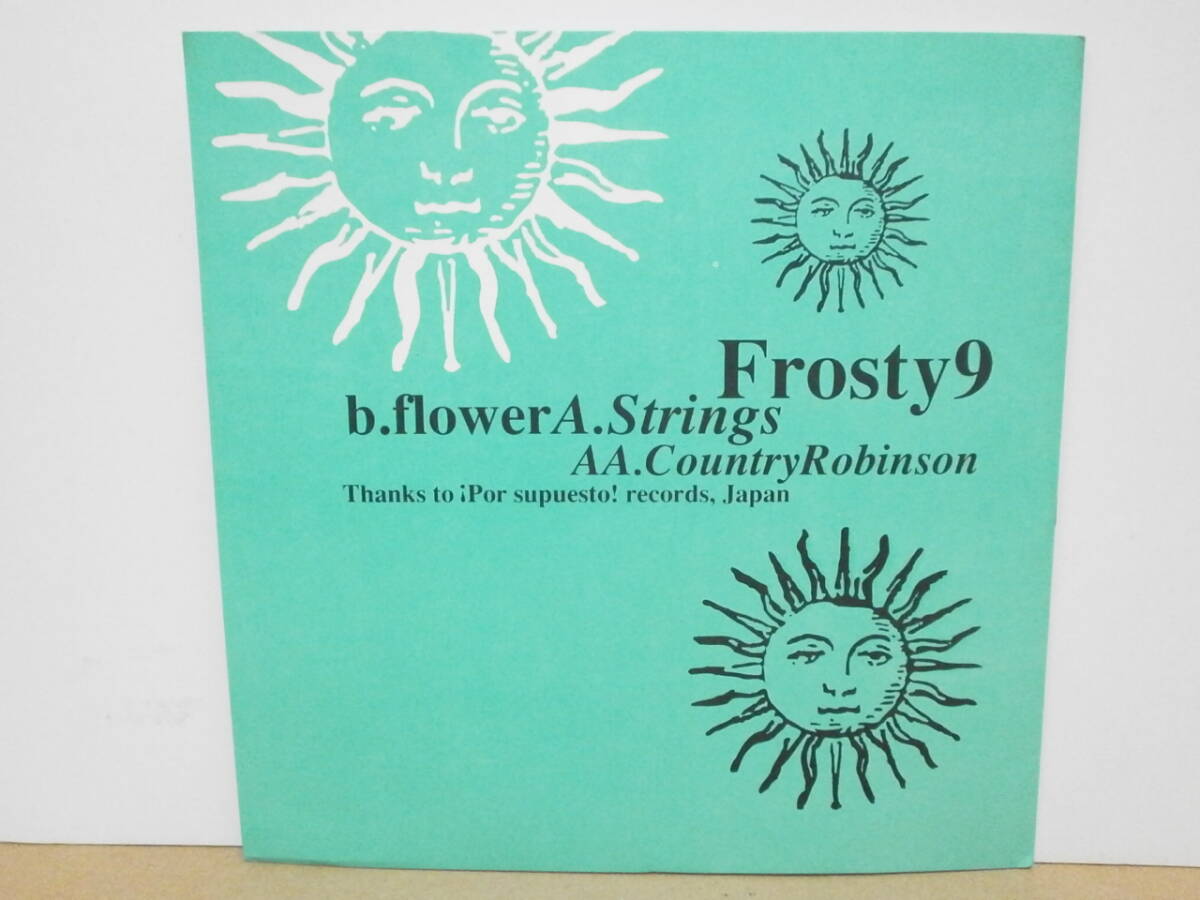 Frosty9
b.flowerA.Strings
AA.CountryRobinson
Thanks to ¡Por supuesto! records, Japan